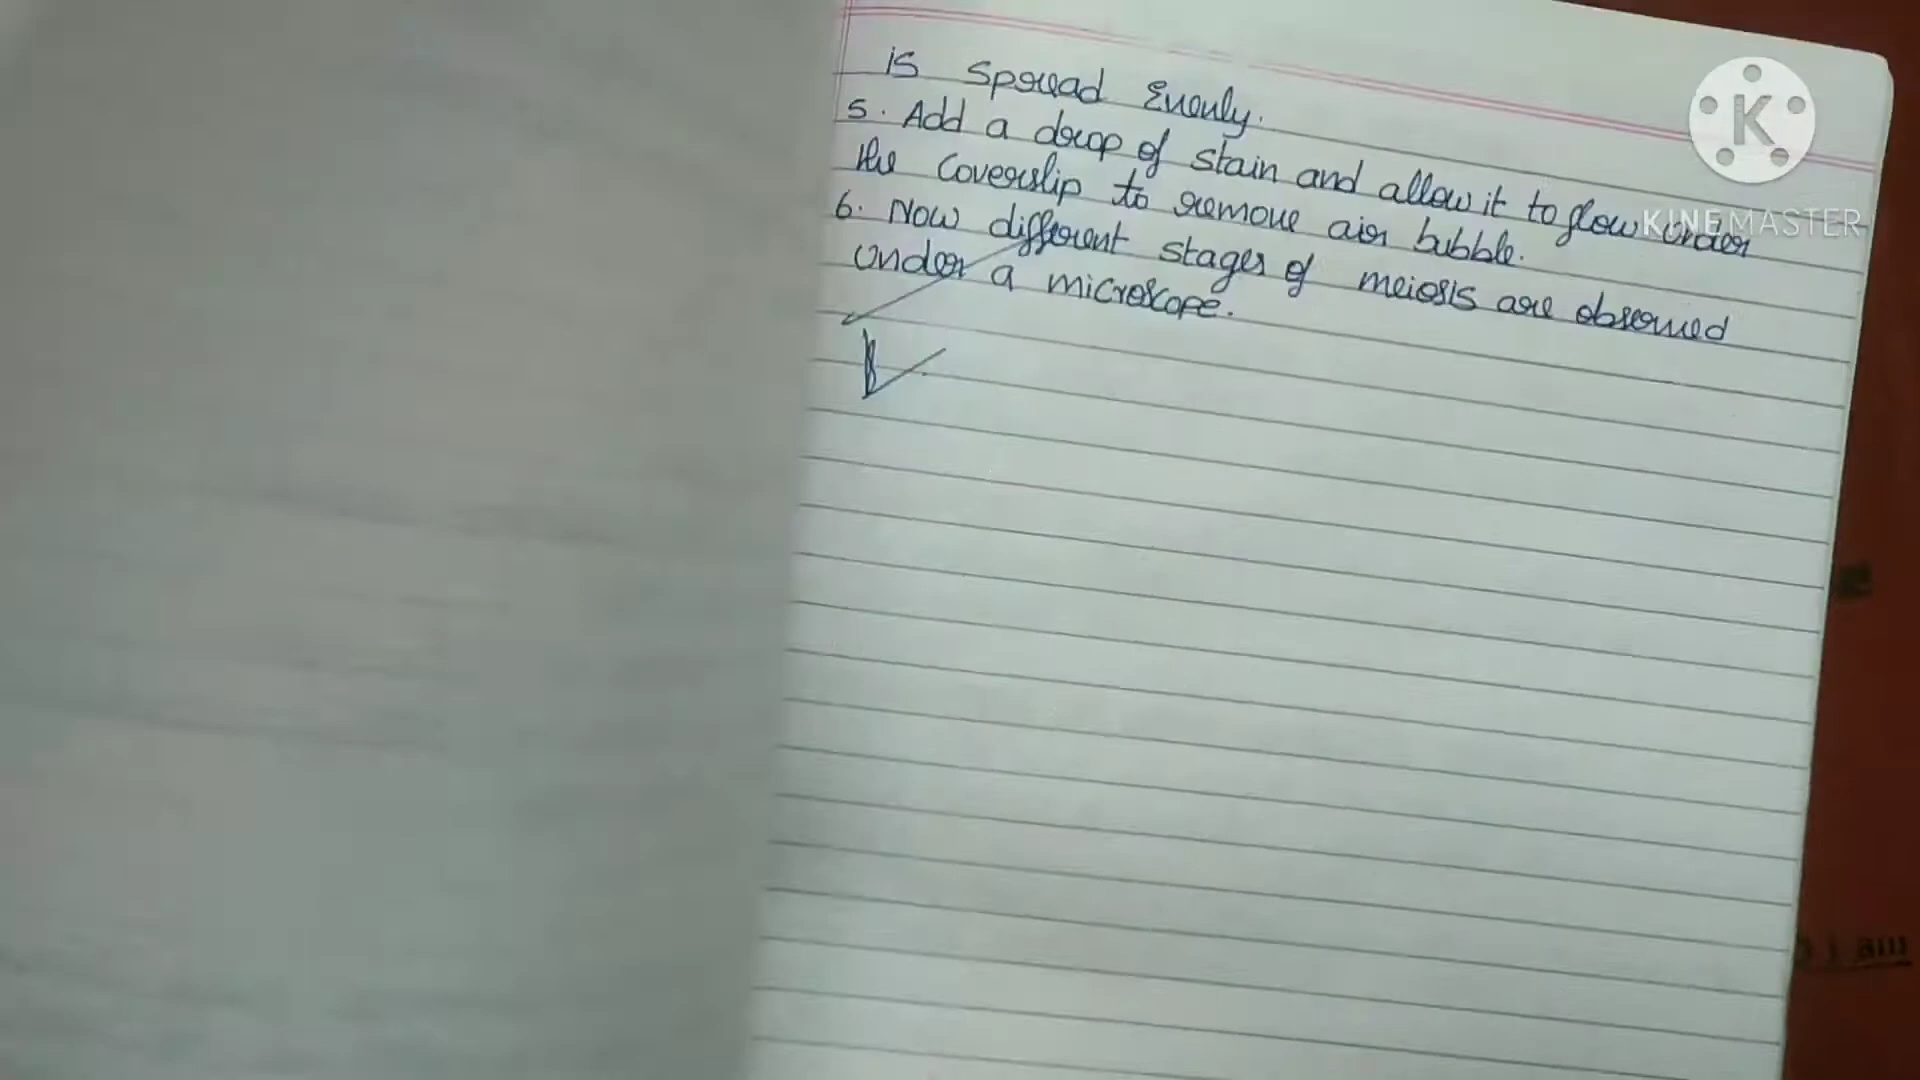 is spread Evenly.
5. Add a drop of stain and allow it to flow under
the coverslip to remove air bubble.
6. Now different stages of meiosis are observed
under a microscope.
K
KINEMASTER
I am